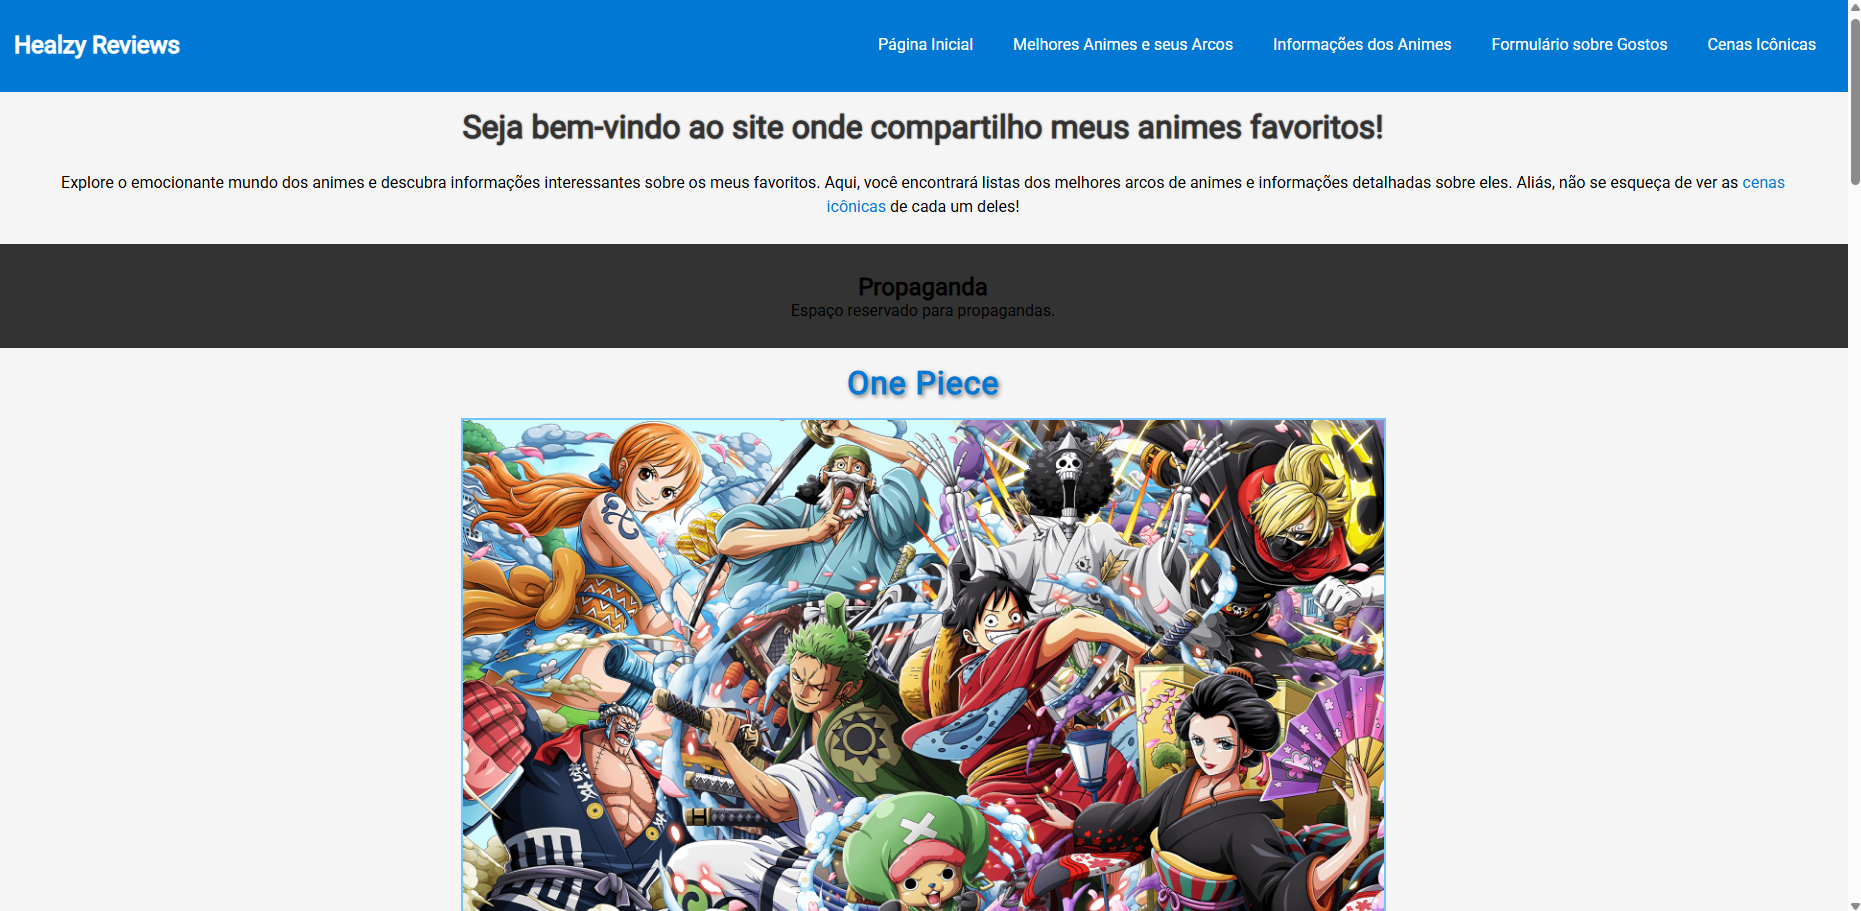 Healzy Reviews
Página Inicial
Melhores Animes e seus Arcos
Informações dos Animes
Formulário sobre Gostos
Cenas Icônicas
Seja bem-vindo ao site onde compartilho meus animes favoritos!
Explore o emocionante mundo dos animes e descubra informações interessantes sobre os meus favoritos. Aqui, você encontrará listas dos melhores arcos de animes e informações detalhadas sobre eles. Aliás, não se esqueça de ver as cenas
icônicas de cada um deles!
Propaganda
Espaço reservado para propagandas.
One Piece